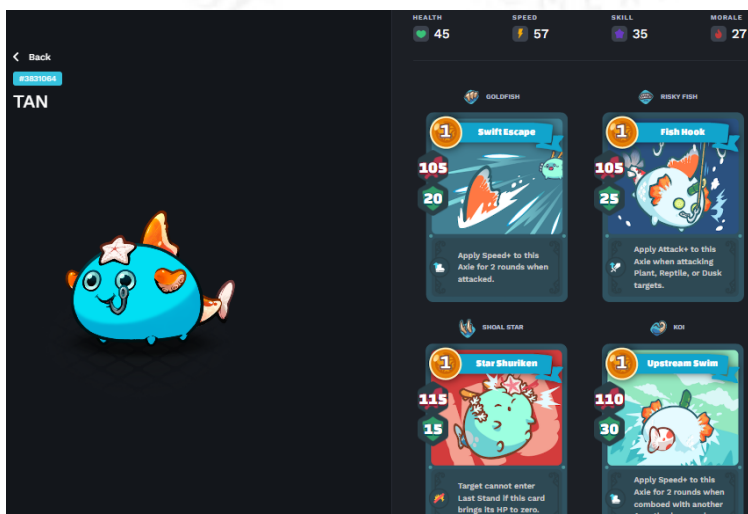 HEALTH
45
SPEED
57
SKILL
35
MORALE
27
Back
#3831064
TAN
GOLDFISH
1
Swift Escape
105
20
Apply Speed+ to this
Axie for 2 rounds when
attacked.
RISKY FISH
1
Fish Hook
105
25
Apply Attack+ to this
Axie when attacking
Plant, Reptile, or Dusk
targets.
SHOAL STAR
1
Star Shuriken
115
15
Target cannot enter
Last Stand if this card
brings its HP to zero.
KOI
1
Upstream Swim
110
30
Apply Speed+ to this
Axie for 2 rounds when
comboed with another